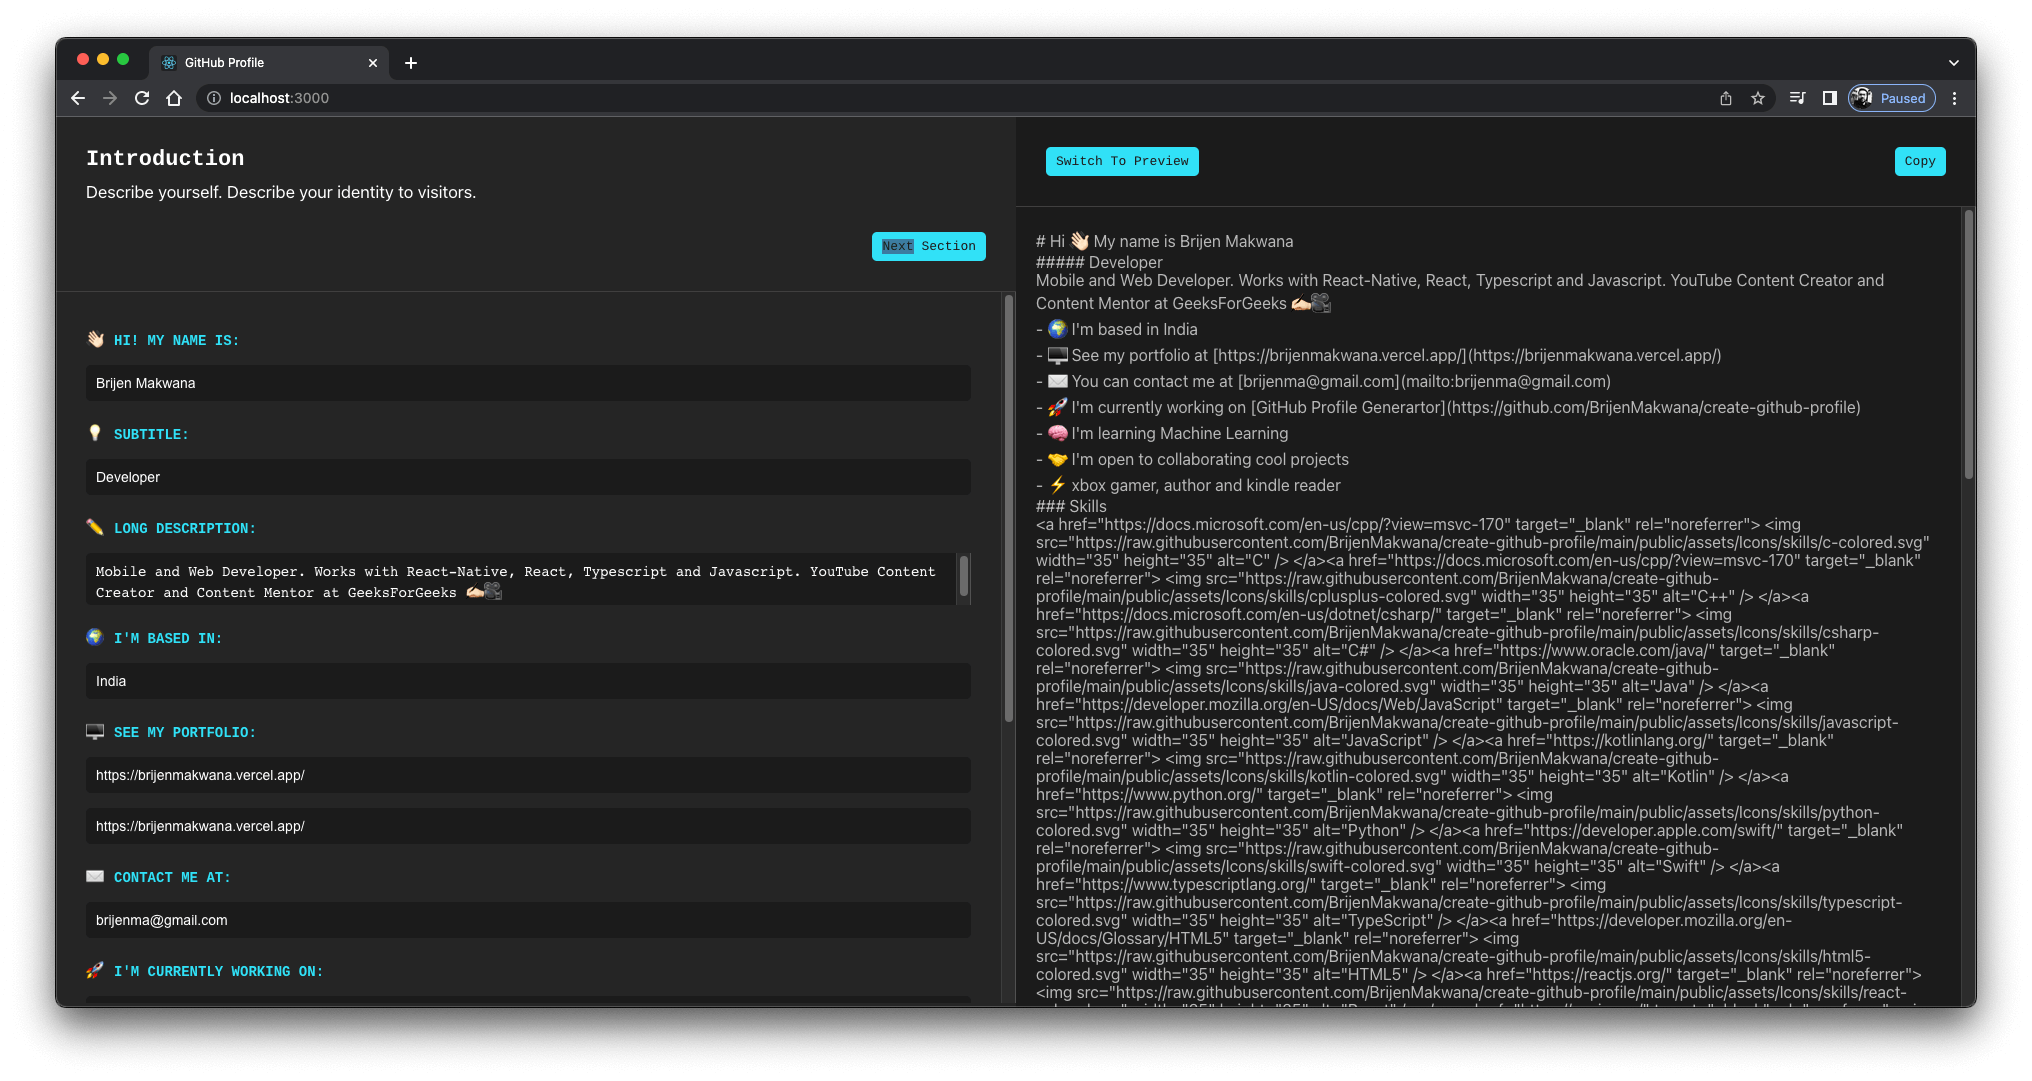 GitHub Profile
localhost:3000
Paused
Introduction
Describe yourself. Describe your identity to visitors.
Next Section
👋🏻 HI! MY NAME IS:
Brijen Makwana
💡 SUBTITLE:
Developer
✏️ LONG DESCRIPTION:
Mobile and Web Developer. Works with React-Native, React, Typescript and Javascript. YouTube Content
Creator and Content Mentor at GeeksForGeeks ✍🏻🎥
🌍 I'M BASED IN:
India
🖥️ SEE MY PORTFOLIO:
https://brijenmakwana.vercel.app/
https://brijenmakwana.vercel.app/
✉️ CONTACT ME AT:
brijenma@gmail.com
🚀 I'M CURRENTLY WORKING ON:
Switch To Preview
Copy
# Hi 👋🏻 My name is Brijen Makwana
##### Developer
Mobile and Web Developer. Works with React-Native, React, Typescript and Javascript. YouTube Content Creator and
Content Mentor at GeeksForGeeks ✍🏻🎥
- 🌍 I'm based in India
- 🖥️ See my portfolio at [https://brijenmakwana.vercel.app/](https://brijenmakwana.vercel.app/)
- ✉️ You can contact me at [brijenma@gmail.com](mailto:brijenma@gmail.com)
- 🚀 I'm currently working on [GitHub Profile Generartor](https://github.com/BrijenMakwana/create-github-profile)
- 🧠 I'm learning Machine Learning
- 🤝 I'm open to collaborating cool projects
- ⚡ xbox gamer, author and kindle reader
### Skills
<a href="https://docs.microsoft.com/en-us/cpp/?view=msvc-170" target="_blank" rel="noreferrer"> <img
src="https://raw.githubusercontent.com/BrijenMakwana/create-github-profile/main/public/assets/Icons/skills/c-colored.svg"
width="35" height="35" alt="C" /> </a><a href="https://docs.microsoft.com/en-us/cpp/?view=msvc-170" target="_blank"
rel="noreferrer"> <img src="https://raw.githubusercontent.com/BrijenMakwana/create-github-
profile/main/public/assets/Icons/skills/cplusplus-colored.svg" width="35" height="35" alt="C++" /> </a><a
href="https://docs.microsoft.com/en-us/dotnet/csharp/" target="_blank" rel="noreferrer"> <img
src="https://raw.githubusercontent.com/BrijenMakwana/create-github-profile/main/public/assets/Icons/skills/csharp-
colored.svg" width="35" height="35" alt="C#" /> </a><a href="https://www.oracle.com/java/" target="_blank"
rel="noreferrer"> <img src="https://raw.githubusercontent.com/BrijenMakwana/create-github-
profile/main/public/assets/Icons/skills/java-colored.svg" width="35" height="35" alt="Java" /> </a><a
href="https://developer.mozilla.org/en-US/docs/Web/JavaScript" target="_blank" rel="noreferrer"> <img
src="https://raw.githubusercontent.com/BrijenMakwana/create-github-profile/main/public/assets/Icons/skills/javascript-
colored.svg" width="35" height="35" alt="JavaScript" /> </a><a href="https://kotlinlang.org/" target="_blank"
rel="noreferrer"> <img src="https://raw.githubusercontent.com/BrijenMakwana/create-github-
profile/main/public/assets/Icons/skills/kotlin-colored.svg" width="35" height="35" alt="Kotlin" /> </a><a
href="https://www.python.org/" target="_blank" rel="noreferrer"> <img
src="https://raw.githubusercontent.com/BrijenMakwana/create-github-profile/main/public/assets/Icons/skills/python-
colored.svg" width="35" height="35" alt="Python" /> </a><a href="https://developer.apple.com/swift/" target="_blank"
rel="noreferrer"> <img src="https://raw.githubusercontent.com/BrijenMakwana/create-github-
profile/main/public/assets/Icons/skills/swift-colored.svg" width="35" height="35" alt="Swift" /> </a><a
href="https://www.typescriptlang.org/" target="_blank" rel="noreferrer"> <img
src="https://raw.githubusercontent.com/BrijenMakwana/create-github-profile/main/public/assets/Icons/skills/typescript-
colored.svg" width="35" height="35" alt="TypeScript" /> </a><a href="https://developer.mozilla.org/en-
US/docs/Glossary/HTML5" target="_blank" rel="noreferrer"> <img
src="https://raw.githubusercontent.com/BrijenMakwana/create-github-profile/main/public/assets/Icons/skills/html5-
colored.svg" width="35" height="35" alt="HTML5" /> </a><a href="https://reactjs.org/" target="_blank" rel="noreferrer">
<img src="https://raw.githubusercontent.com/BrijenMakwana/create-github-profile/main/public/assets/Icons/skills/react-